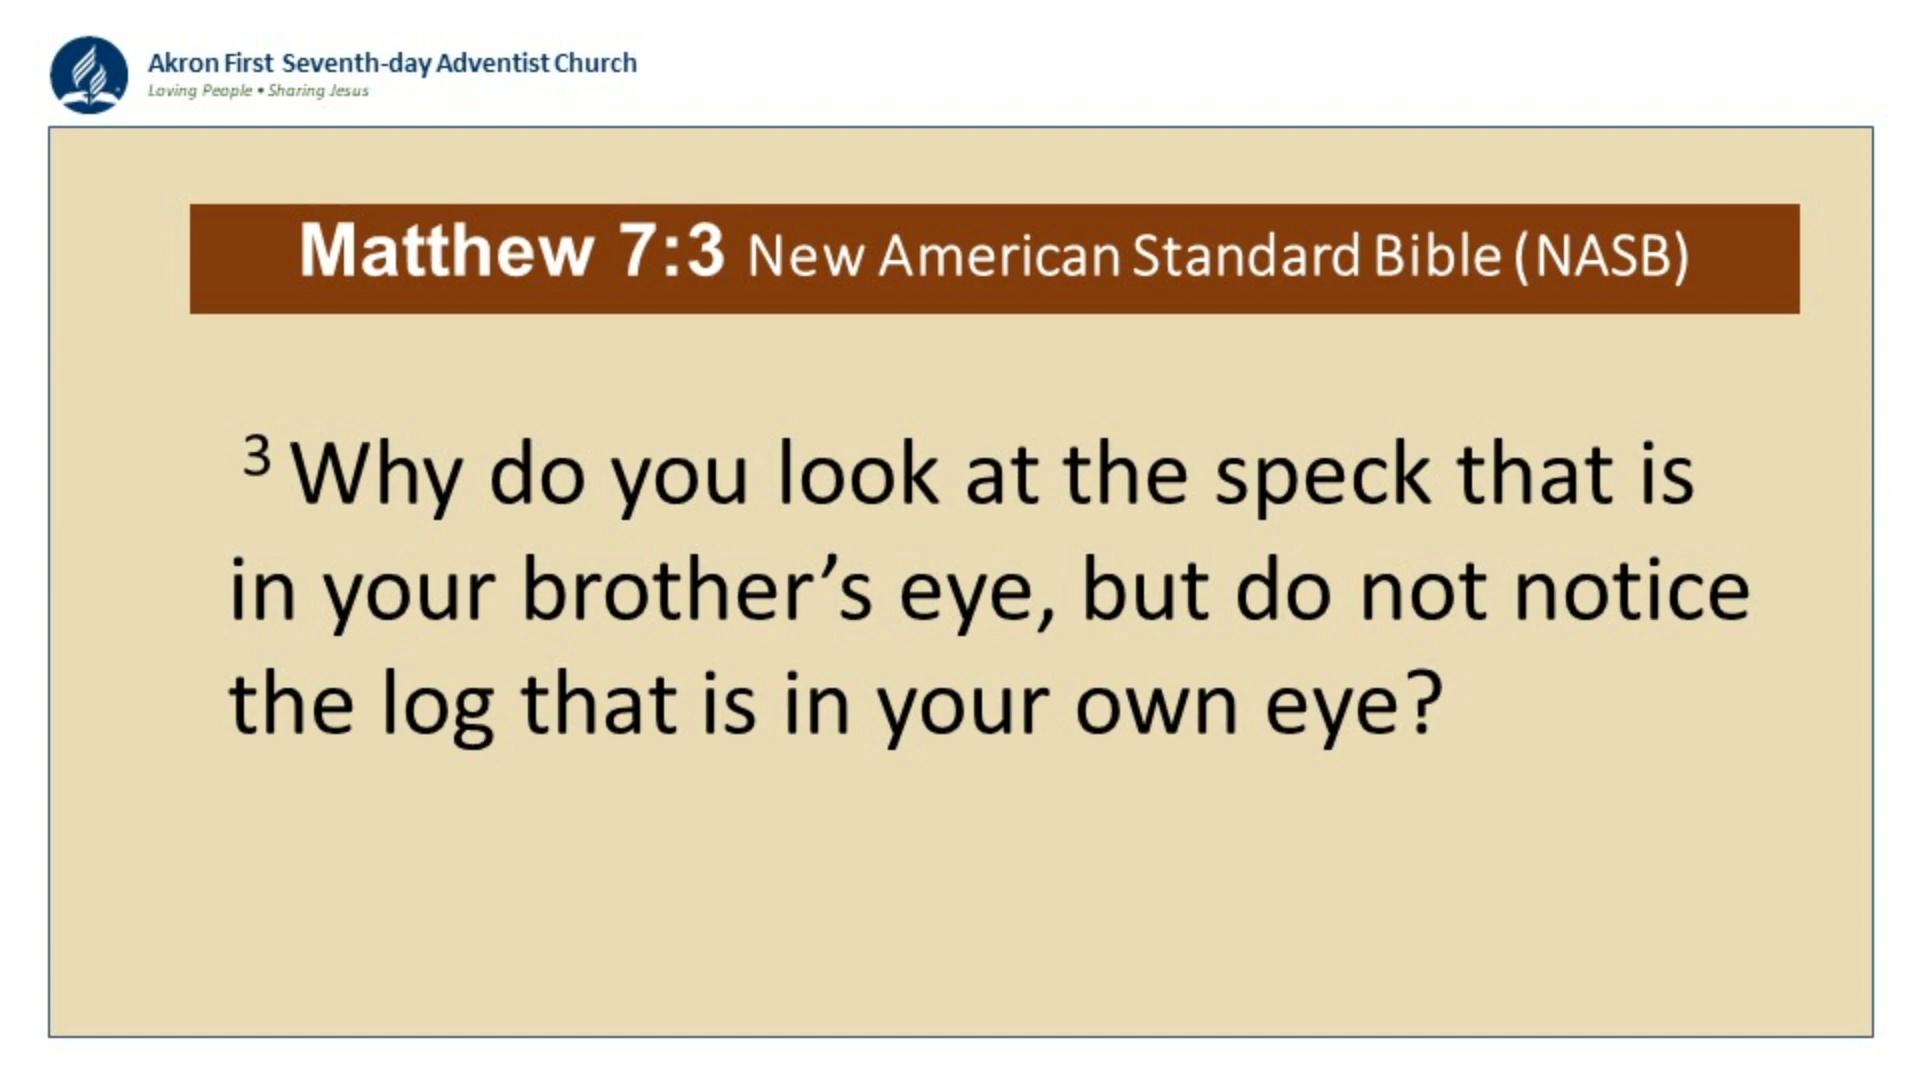 Akron First Seventh-day Adventist Church
Loving People • Sharing Jesus
Matthew 7:3 New American Standard Bible (NASB)
3 Why do you look at the speck that is
in your brother’s eye, but do not notice
the log that is in your own eye?